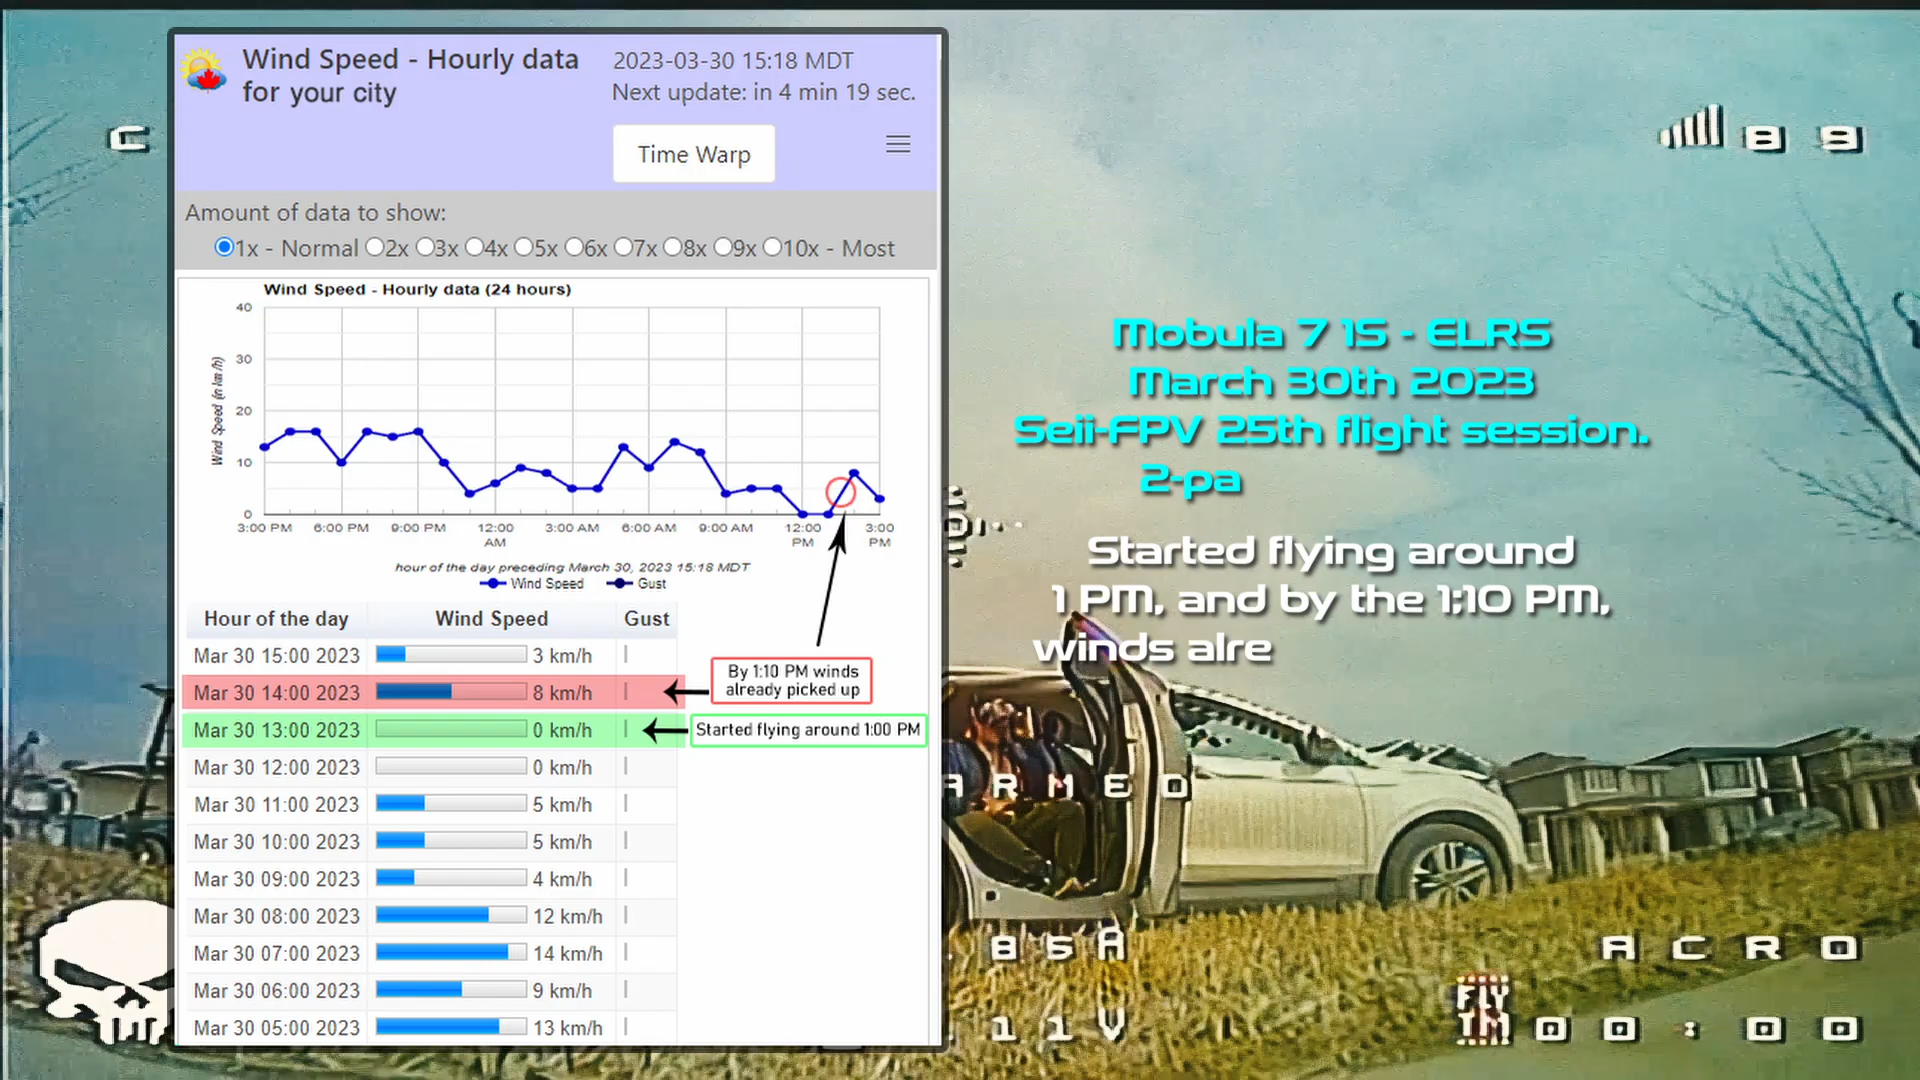 Wind Speed - Hourly data
for your city
2023-03-30 15:18 MDT
Next update: in 4 min 19 sec.
Time Warp
Amount of data to show:
1x - Normal 2x 3x 4x 5x 6x 7x 8x 9x 10x - Most
Wind Speed - Hourly data (24 hours)
Wind Speed (in km/h)
40
30
20
10
0
3:00 PM 6:00 PM 9:00 PM 12:00 AM 3:00 AM 6:00 AM 9:00 AM 12:00 PM 3:00 PM
hour of the day preceding March 30, 2023 15:18 MDT
Wind Speed Gust
Hour of the day Wind Speed Gust
Mar 30 15:00 2023 3 km/h
Mar 30 14:00 2023 8 km/h
Mar 30 13:00 2023 0 km/h
Mar 30 12:00 2023 0 km/h
Mar 30 11:00 2023 5 km/h
Mar 30 10:00 2023 5 km/h
Mar 30 09:00 2023 4 km/h
Mar 30 08:00 2023 12 km/h
Mar 30 07:00 2023 14 km/h
Mar 30 06:00 2023 9 km/h
Mar 30 05:00 2023 13 km/h
By 1:10 PM winds
already picked up
Started flying around 1:00 PM
C
89
Mobula 7 1S - ELRS
March 30th 2023
Seii-FPV 25th flight session.
2-pa
Started flying around
1 PM, and by the 1;10 PM,
winds alre
ARMED
.85A
ACRO
11V
FLY
TM
00:00